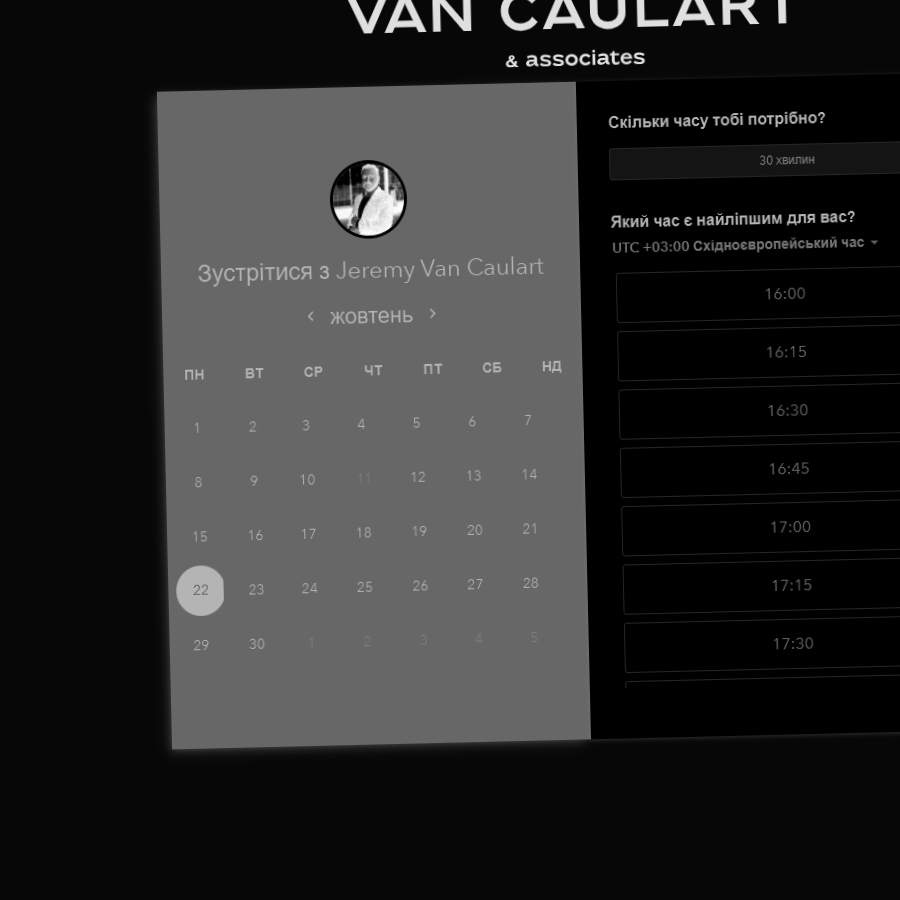 VAN CAULART
& associates
Зустрітися з Jeremy Van Caulart
‹ жовтень ›
ПН ВТ СР ЧТ ПТ СБ НД
1 2 3 4 5 6 7
8 9 10 11 12 13 14
15 16 17 18 19 20 21
22 23 24 25 26 27 28
29 30 1 2 3 4 5
Скільки часу тобі потрібно?
30 хвилин
Який час є найліпшим для вас?
UTC +03:00 Східноєвропейський час
16:00
16:15
16:30
16:45
17:00
17:15
17:30